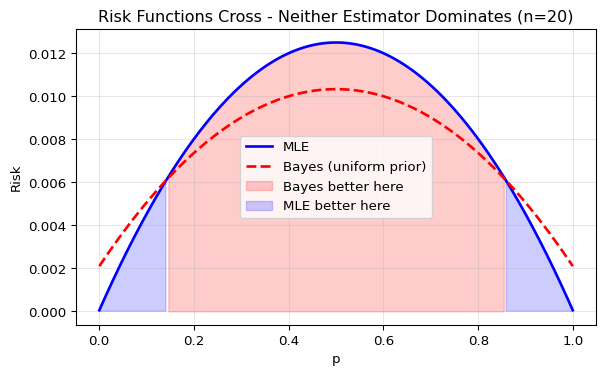 Risk Functions Cross - Neither Estimator Dominates (n=20)
0.012
0.010
0.008
0.006
0.004
0.002
0.000
Risk
MLE
Bayes (uniform prior)
Bayes better here
MLE better here
0.0 0.2 0.4 0.6 0.8 1.0
p